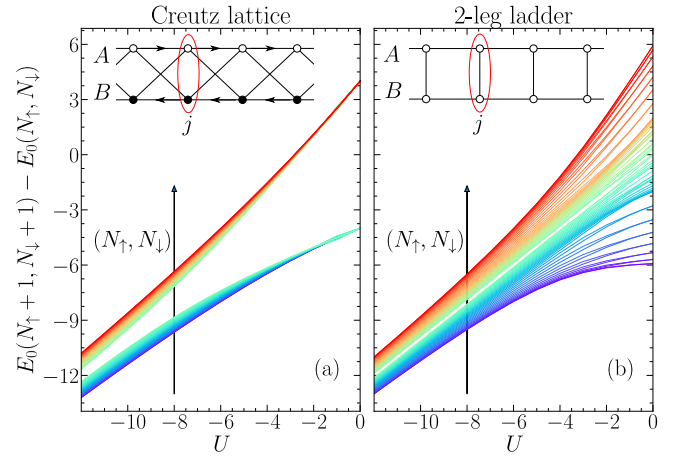 Creutz lattice
2-leg ladder
E₀(N↑ + 1, N↓ + 1) − E₀(N↑, N↓)
6
3
0
−3
−6
−9
−12
A
B
j
(N↑, N↓)
(a)
−10 −8 −6 −4 −2 0
U
A
B
j
(N↑, N↓)
(b)
−10 −8 −6 −4 −2 0
U